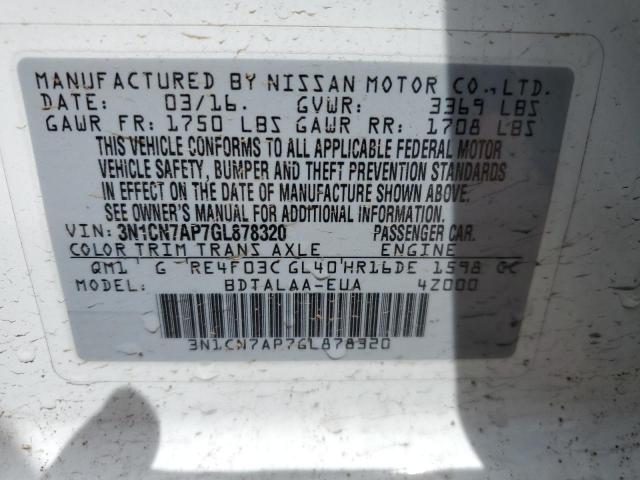 MANUFACTURED BY NISSAN MOTOR CO.,LTD.
DATE: 03/16. GVWR: 3369 LBS
GAWR FR: 1750 LBS GAWR RR: 1708 LBS
THIS VEHICLE CONFORMS TO ALL APPLICABLE FEDERAL MOTOR
VEHICLE SAFETY, BUMPER AND THEFT PREVENTION STANDARDS
IN EFFECT ON THE DATE OF MANUFACTURE SHOWN ABOVE.
SEE OWNER'S MANUAL FOR ADDITIONAL INFORMATION.
VIN: 3N1CN7AP7GL878320 PASSENGER CAR.
COLOR TRIM TRANS AXLE ENGINE
QM1 G RE4F03C GL40 HR16DE 1598 CC
MODEL: BDTALAA-EUA 4Z000
3N1CN7AP7GL878320